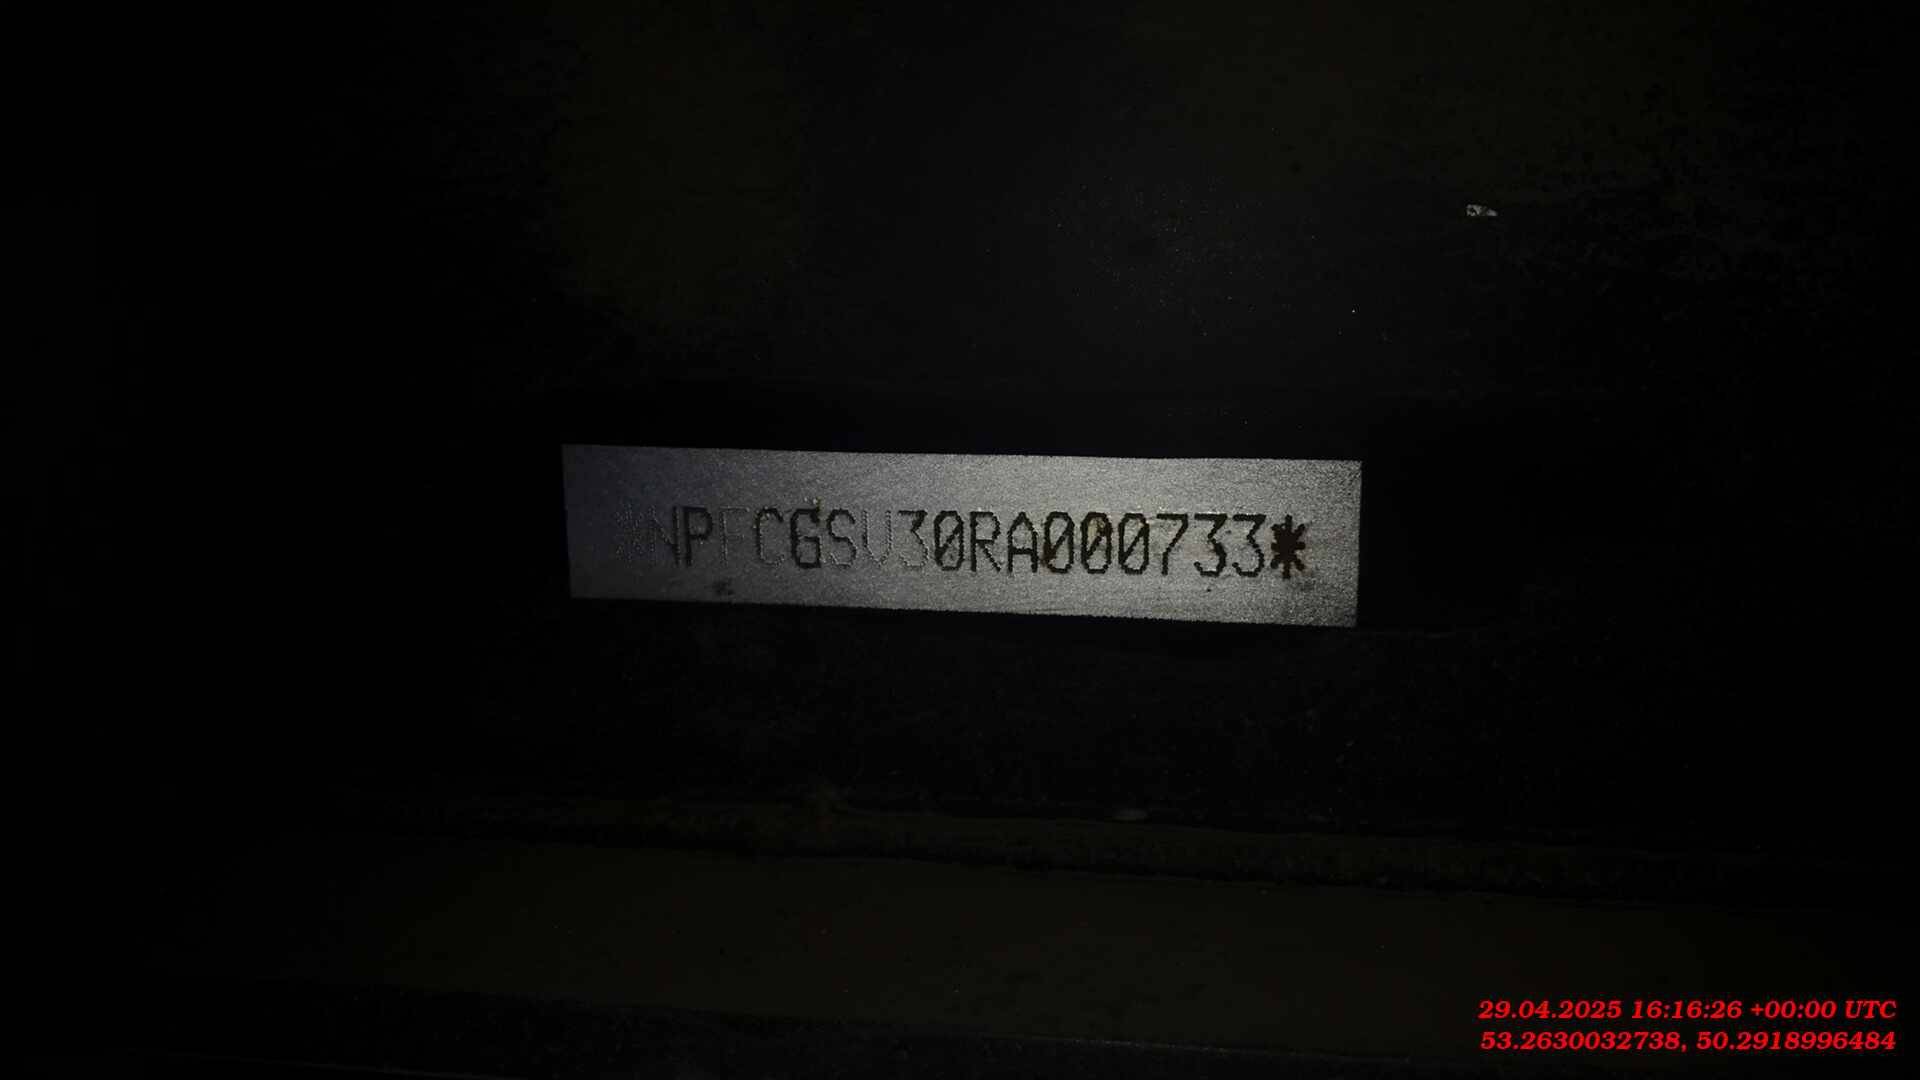 *NPFCGSV30RA000733*
29.04.2025 16:16:26 +00:00 UTC
53.2630032738, 50.2918996484